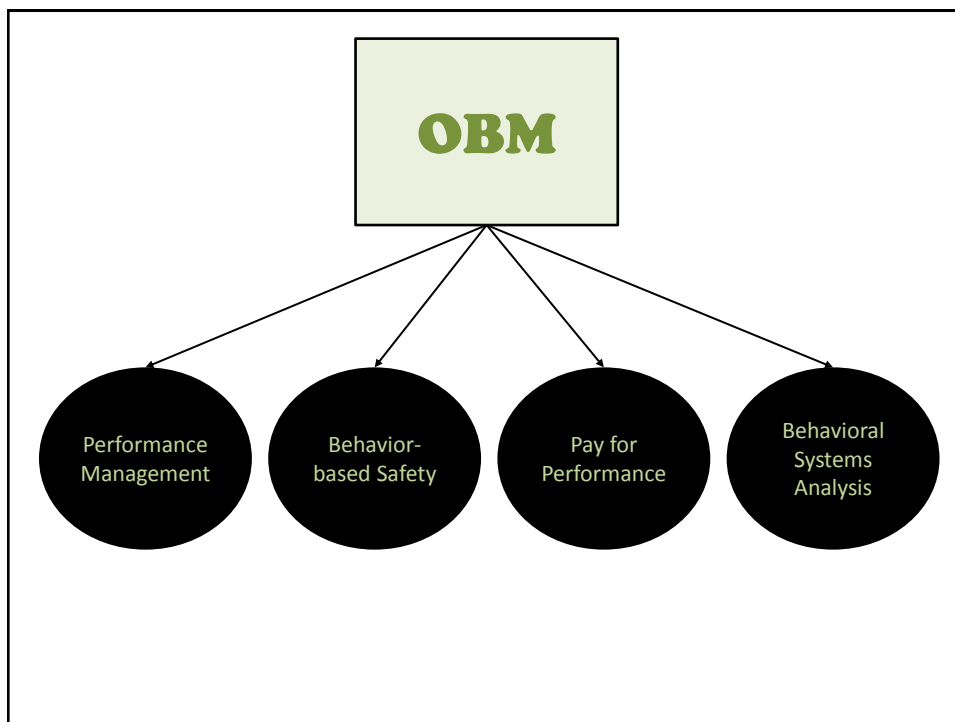 OBM
Performance
Management
Behavior-
based Safety
Pay for
Performance
Behavioral
Systems
Analysis